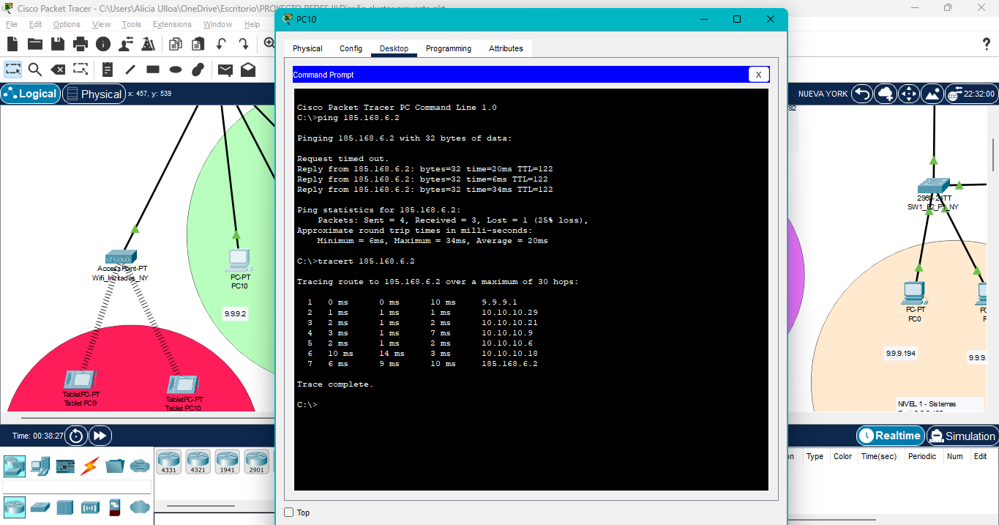 Cisco Packet Tracer - C:\Users\Alicia Ulloa\OneDrive\Escritorio\PROYECTO REDES II\Diseño cluster proyecto.pkt
File Edit Options View Tools Extensions Window Help
Logical
Physical
x: 457, y: 539
NUEVA YORK
22:32:00
PC10
Physical Config Desktop Programming Attributes
Command Prompt
X
Cisco Packet Tracer PC Command Line 1.0
C:\>ping 185.168.6.2
Pinging 185.168.6.2 with 32 bytes of data:
Request timed out.
Reply from 185.168.6.2: bytes=32 time=20ms TTL=122
Reply from 185.168.6.2: bytes=32 time=6ms TTL=122
Reply from 185.168.6.2: bytes=32 time=34ms TTL=122
Ping statistics for 185.168.6.2:
Packets: Sent = 4, Received = 3, Lost = 1 (25% loss),
Approximate round trip times in milli-seconds:
Minimum = 6ms, Maximum = 34ms, Average = 20ms
C:\>tracert 185.168.6.2
Tracing route to 185.168.6.2 over a maximum of 30 hops:
1 0 ms 0 ms 10 ms 9.9.9.1
2 1 ms 1 ms 1 ms 10.10.10.29
3 2 ms 1 ms 2 ms 10.10.10.21
4 3 ms 1 ms 7 ms 10.10.10.9
5 2 ms 1 ms 2 ms 10.10.10.6
6 10 ms 14 ms 3 ms 10.10.10.18
7 6 ms 9 ms 10 ms 185.168.6.2
Trace complete.
C:\>
Top
AccessPoint-PT
Wifi_Invitados_NY
PC-PT
PC10
9.9.9.2
TabletPC-PT
Tablet PC9
TabletPC-PT
Tablet PC10
92
2960-24TT
SW1_E2_P1_NY
PC-PT
PC0
9.9.9.194
9.9.9.
NIVEL 1 - Sistemas
Time: 00:38:27
Realtime
Simulation
4331
4321
1941
2901
Type Color Time(sec) Periodic Num Edit